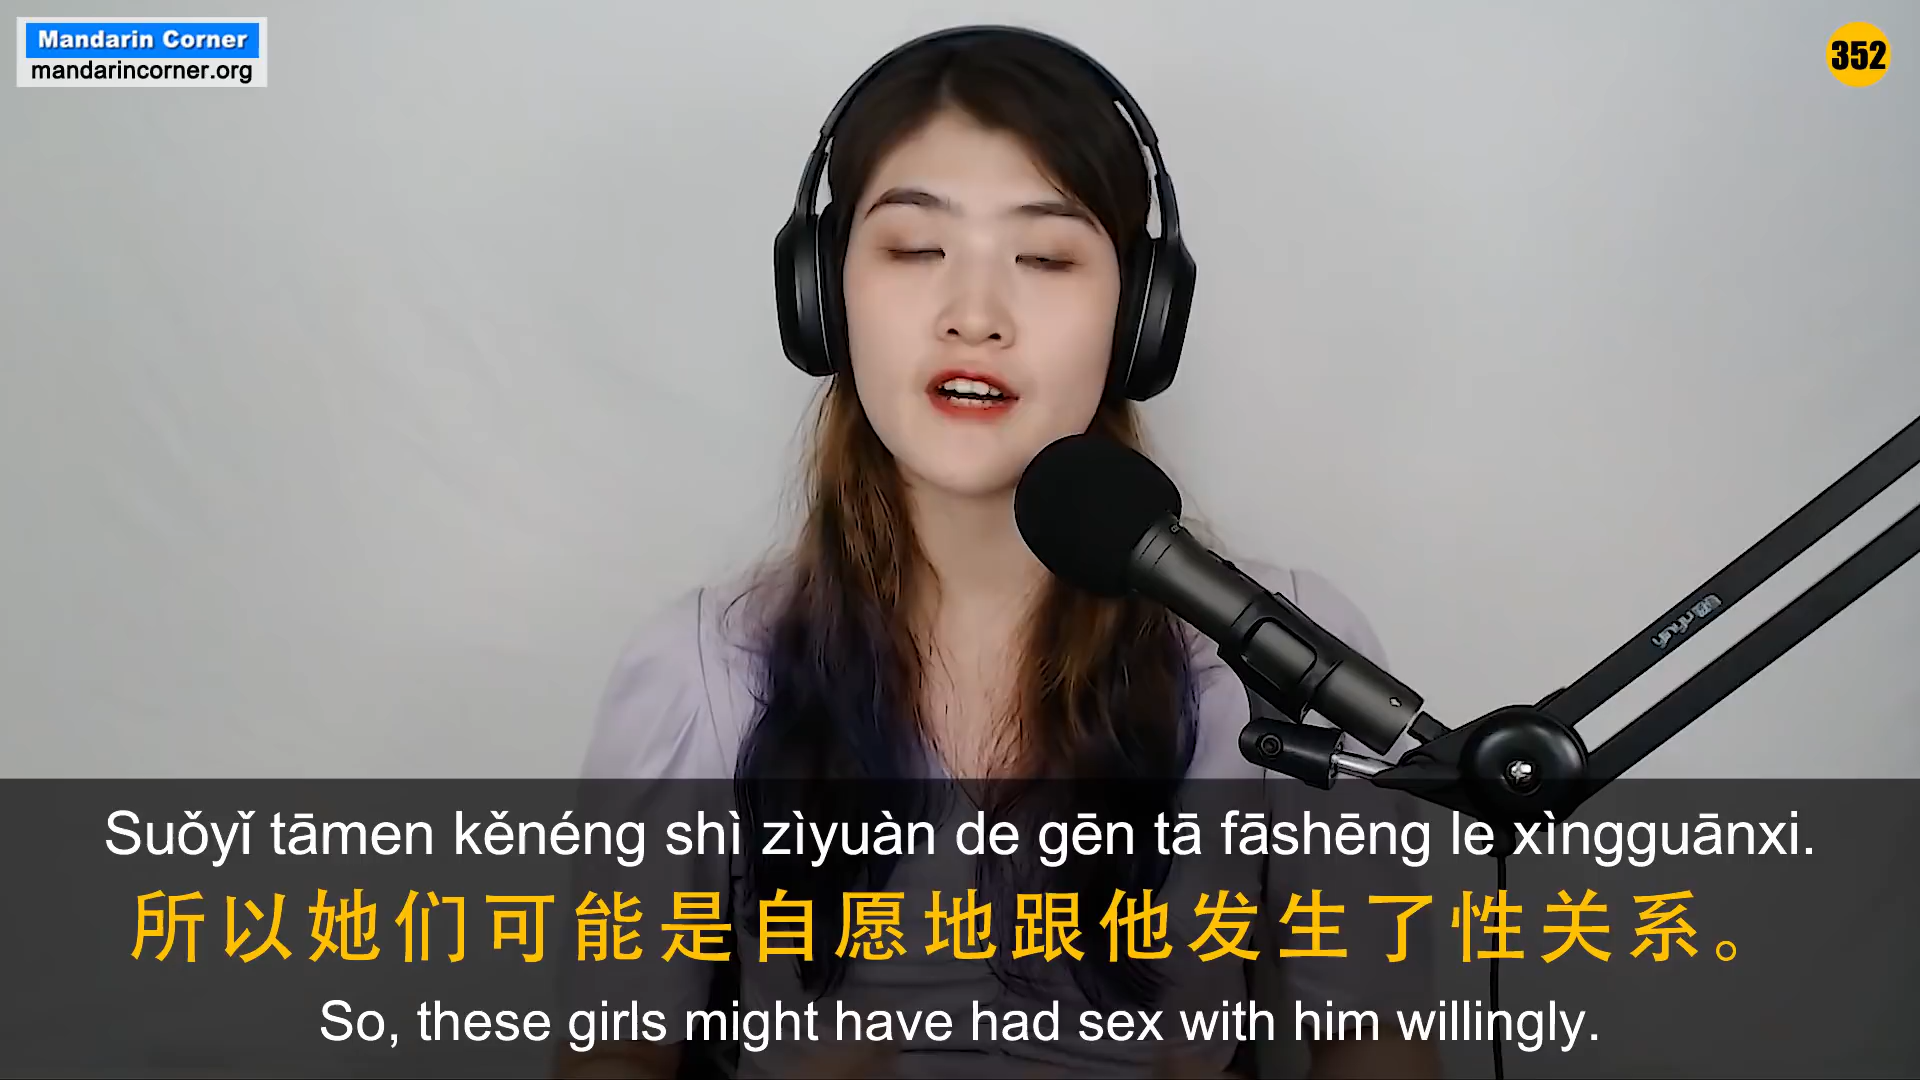 Mandarin Corner
mandarincorner.org
352
Suǒyǐ tāmen kěnéng shì zìyuàn de gēn tā fāshēng le xìngguānxi.
所以她们可能是自愿地跟他发生了性关系。
So, these girls might have had sex with him willingly.